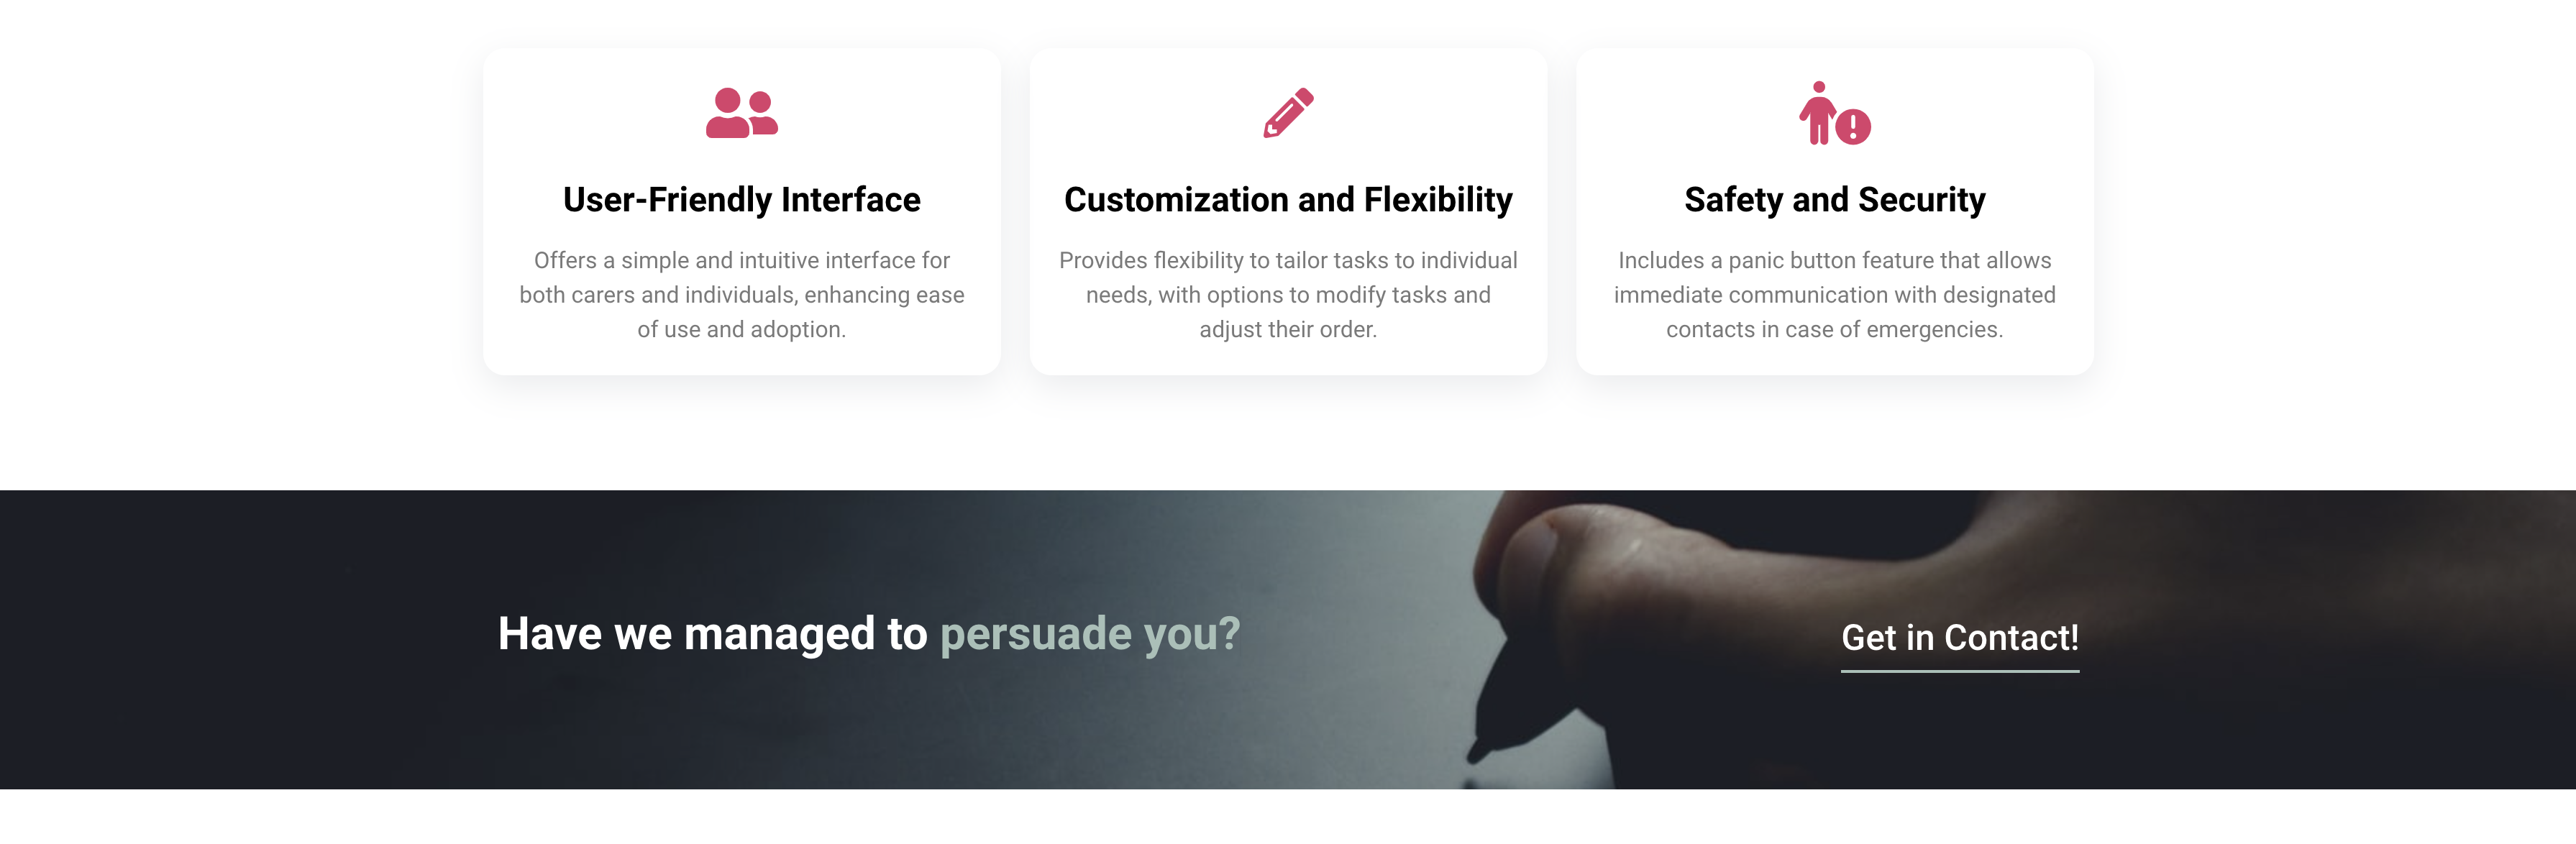 User-Friendly Interface
Offers a simple and intuitive interface for
both carers and individuals, enhancing ease
of use and adoption.
Customization and Flexibility
Provides flexibility to tailor tasks to individual
needs, with options to modify tasks and
adjust their order.
Safety and Security
Includes a panic button feature that allows
immediate communication with designated
contacts in case of emergencies.
Have we managed to persuade you?
Get in Contact!